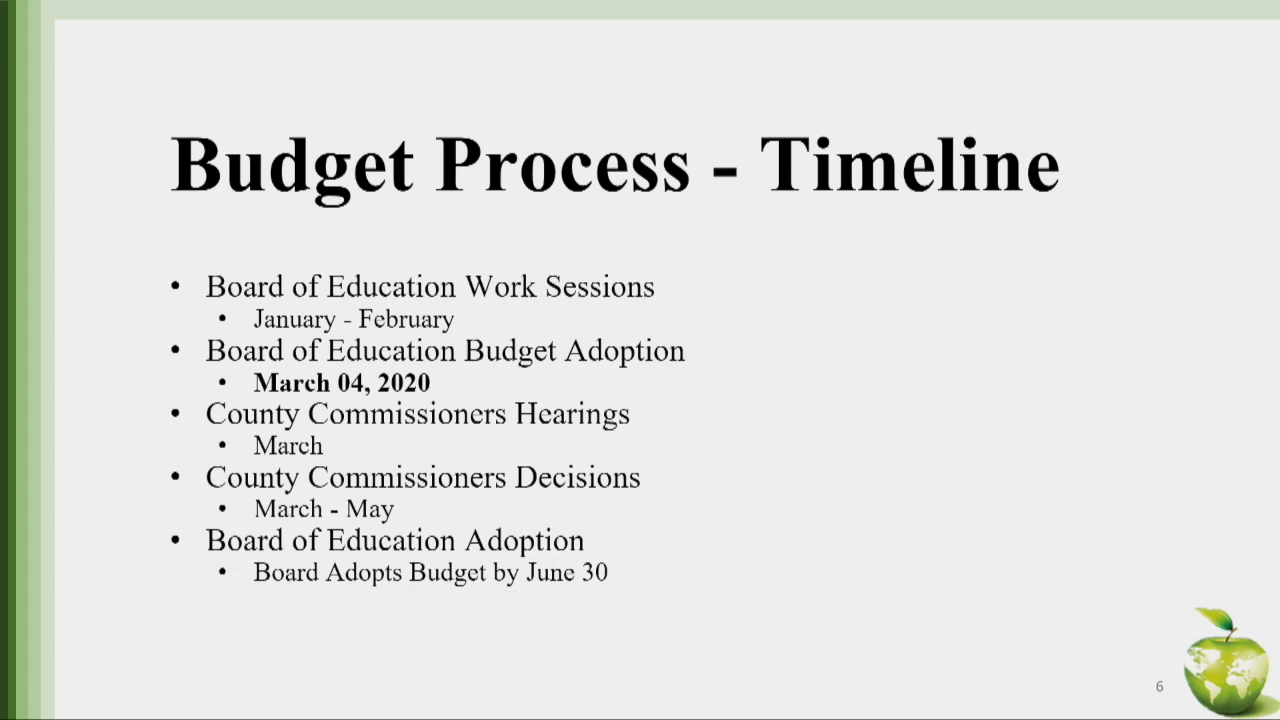 Budget Process - Timeline
• Board of Education Work Sessions
• January - February
• Board of Education Budget Adoption
• March 04, 2020
• County Commissioners Hearings
• March
• County Commissioners Decisions
• March - May
• Board of Education Adoption
• Board Adopts Budget by June 30
6